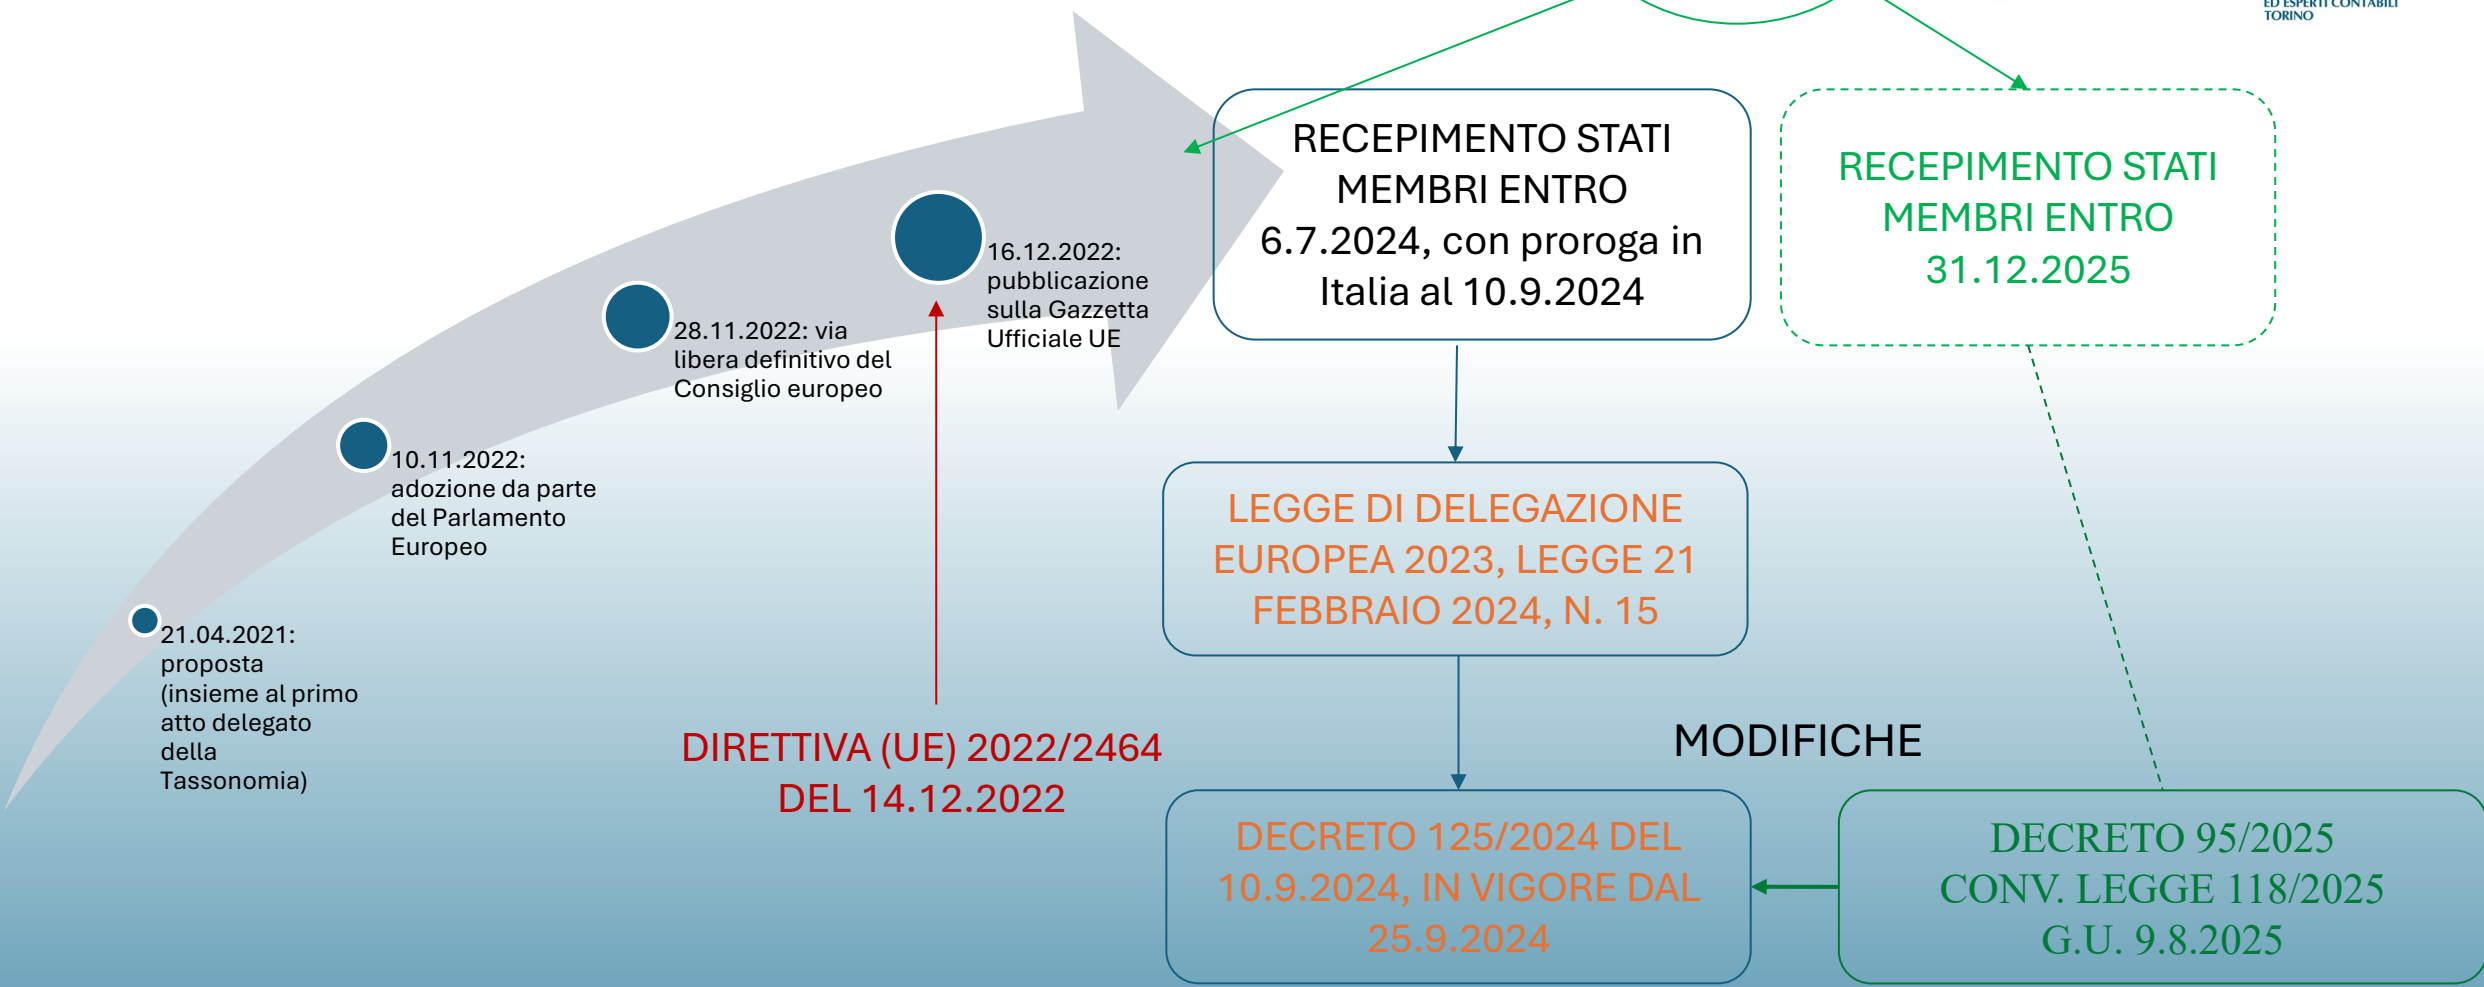 ED ESPERTI CONTABILI
TORINO
RECEPIMENTO STATI
MEMBRI ENTRO
6.7.2024, con proroga in
Italia al 10.9.2024
RECEPIMENTO STATI
MEMBRI ENTRO
31.12.2025
16.12.2022:
pubblicazione
sulla Gazzetta
Ufficiale UE
28.11.2022: via
libera definitivo del
Consiglio europeo
10.11.2022:
adozione da parte
del Parlamento
Europeo
21.04.2021:
proposta
(insieme al primo
atto delegato
della
Tassonomia)
DIRETTIVA (UE) 2022/2464
DEL 14.12.2022
LEGGE DI DELEGAZIONE
EUROPEA 2023, LEGGE 21
FEBBRAIO 2024, N. 15
MODIFICHE
DECRETO 125/2024 DEL
10.9.2024, IN VIGORE DAL
25.9.2024
DECRETO 95/2025
CONV. LEGGE 118/2025
G.U. 9.8.2025